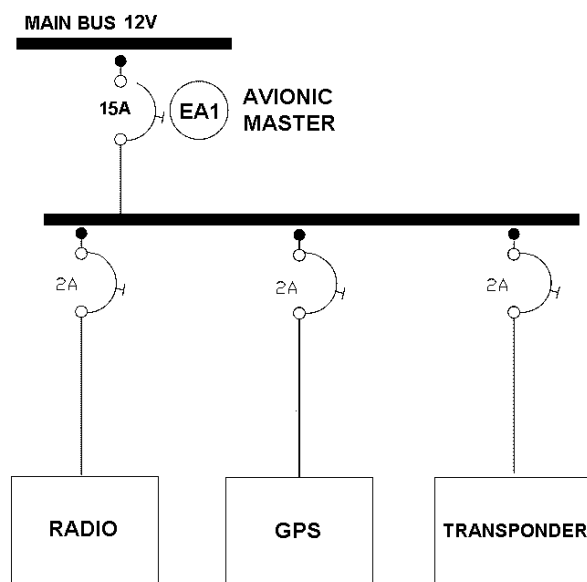 MAIN BUS 12V
15A
EA1
AVIONIC
MASTER
2A
2A
2A
RADIO
GPS
TRANSPONDER